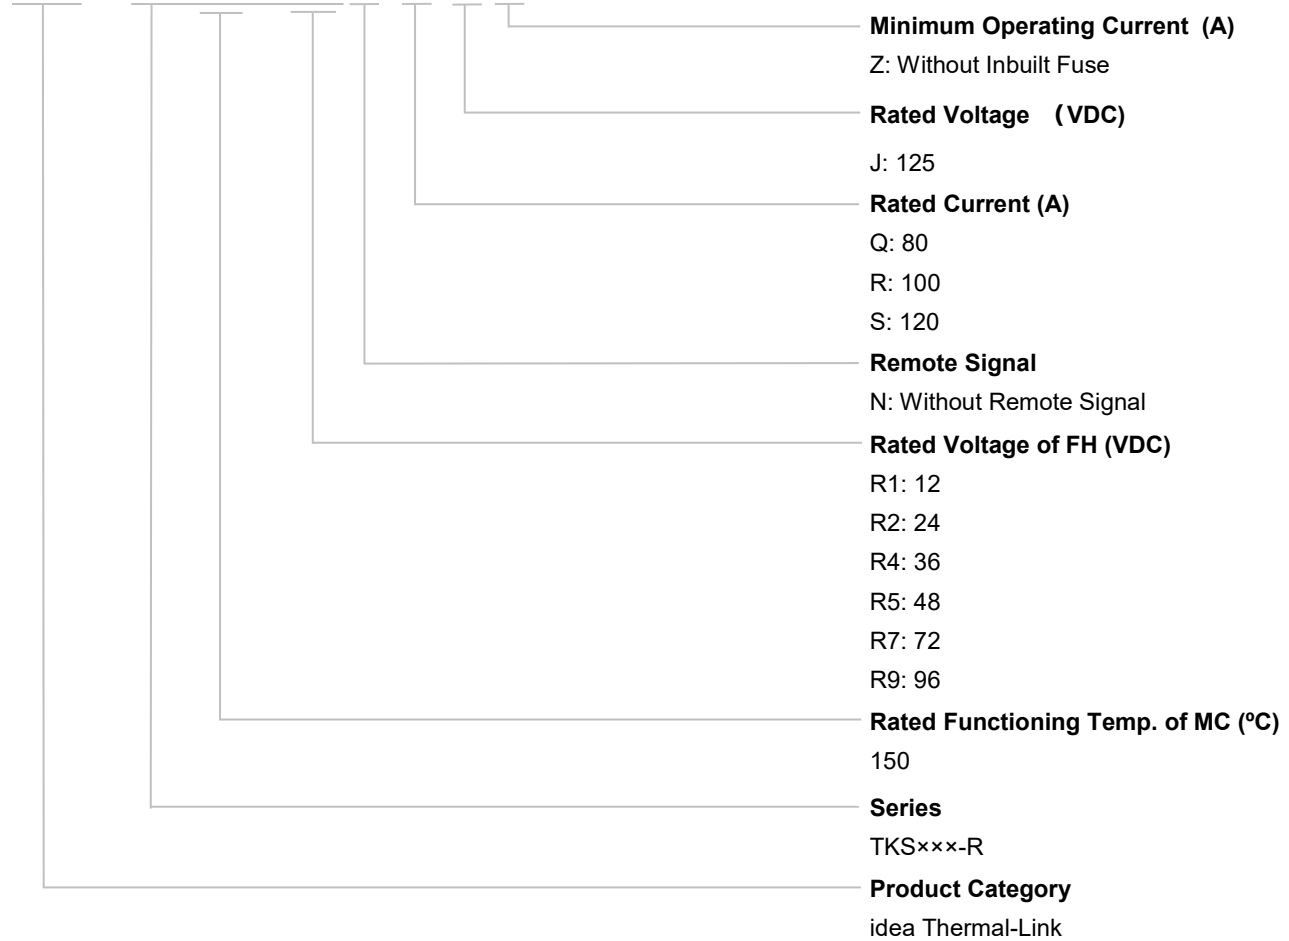 Minimum Operating Current (A)
Z: Without Inbuilt Fuse
Rated Voltage （VDC)
J: 125
Rated Current (A)
Q: 80
R: 100
S: 120
Remote Signal
N: Without Remote Signal
Rated Voltage of FH (VDC)
R1: 12
R2: 24
R4: 36
R5: 48
R7: 72
R9: 96
Rated Functioning Temp. of MC (ºC)
150
Series
TKS×××-R
Product Category
idea Thermal-Link